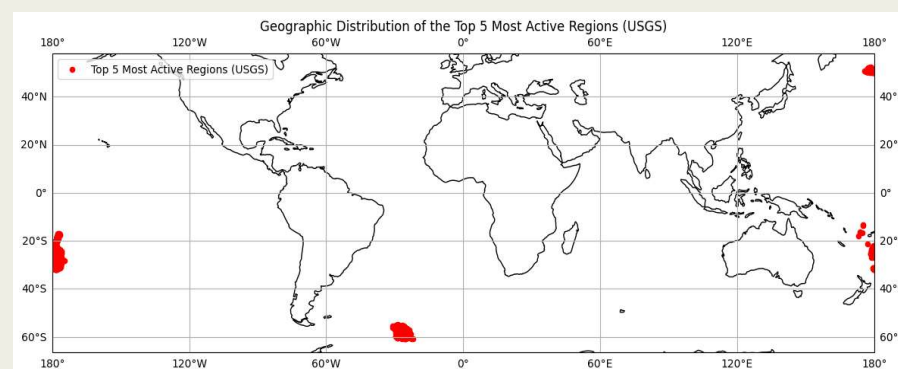 Geographic Distribution of the Top 5 Most Active Regions (USGS)
180° 120°W 60°W 0° 60°E 120°E 180°
Top 5 Most Active Regions (USGS)
40°N 40°
20°N 20°
0° 0°
20°S 20°
40°S 40°
60°S 60°
180° 120°W 60°W 0° 60°E 120°E 180°